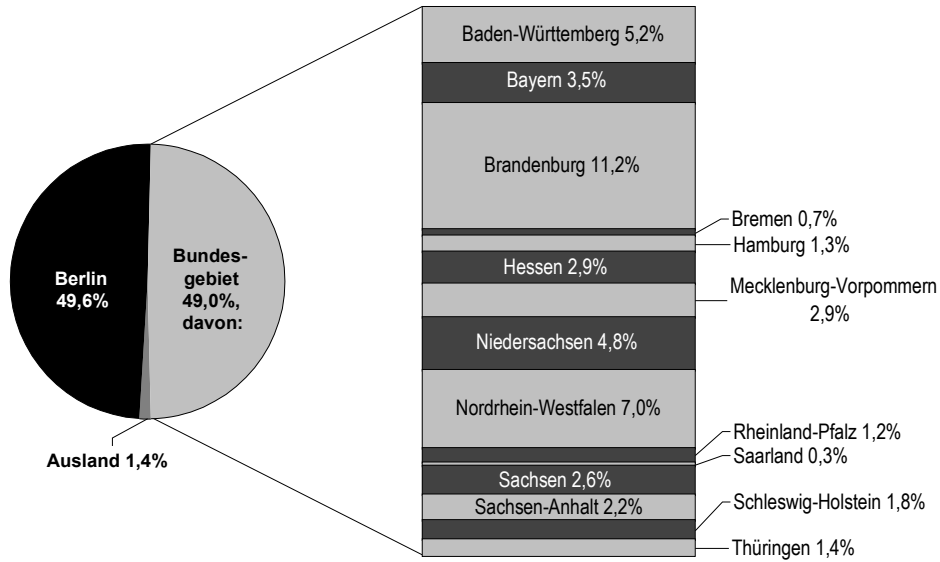 Berlin
49,6%
Bundes-
gebiet
49,0%,
davon:
Ausland 1,4%
Baden-Württemberg 5,2%
Bayern 3,5%
Brandenburg 11,2%
Bremen 0,7%
Hamburg 1,3%
Hessen 2,9%
Mecklenburg-Vorpommern
2,9%
Niedersachsen 4,8%
Nordrhein-Westfalen 7,0%
Rheinland-Pfalz 1,2%
Saarland 0,3%
Sachsen 2,6%
Sachsen-Anhalt 2,2%
Schleswig-Holstein 1,8%
Thüringen 1,4%